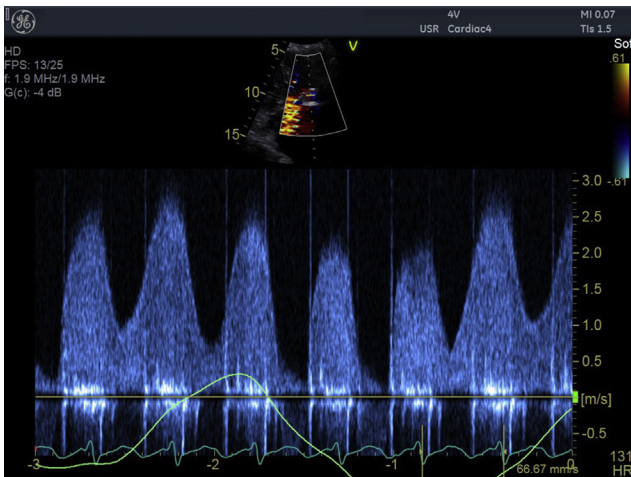 GE
4V
MI 0.07
USR Cardiac4
TIs 1.5
HD
FPS: 13/25
f: 1.9 MHz/1.9 MHz
G(c): -4 dB
V
Sof
.61
5
10
15
-.61
3.0
2.5
2.0
1.5
1.0
0.5
[m/s]
-0.5
-3
-2
-1
0
66.67 mm/s
131
HR